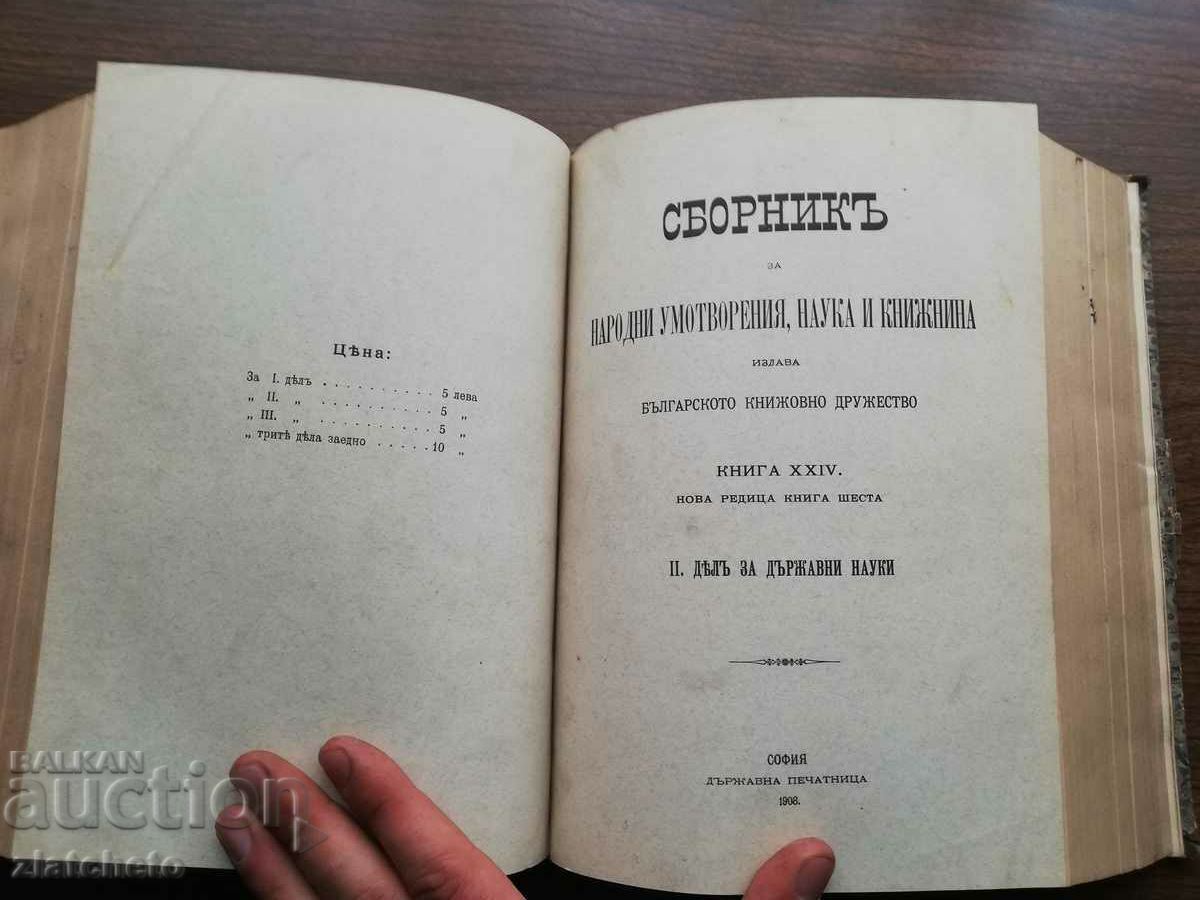 Цѣна:
За I. дѣлъ . . . . . . . . . . 5 лева
„ II. „ . . . . . . . . . . 5 „
„ III. „ . . . . . . . . . . 5 „
„ тритѣ дѣла заедно . . . . . 10 „
СБОРНИКЪ
ЗА
НАРОДНИ УМОТВОРЕНИЯ, НАУКА И КНИЖНИНА
ИЗДАВА
БЪЛГАРСКОТО КНИЖОВНО ДРУЖЕСТВО
КНИГА XXIV.
НОВА РЕДИЦА КНИГА ШЕСТА
II. ДѢЛЪ ЗА ДЪРЖАВНИ НАУКИ
СОФИЯ
ДЪРЖАВНА ПЕЧАТНИЦА
1908.
BALKAN
auction
zlatcheto